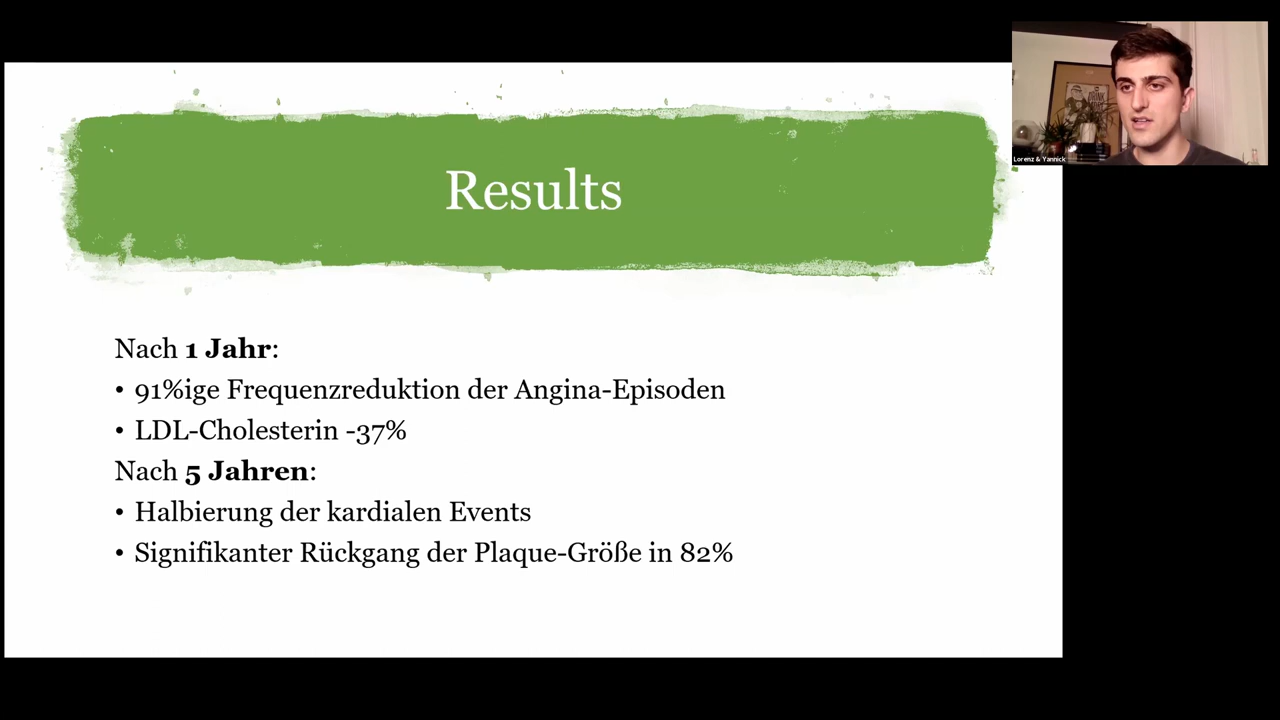 Results
Nach 1 Jahr:
• 91%ige Frequenzreduktion der Angina-Episoden
• LDL-Cholesterin -37%
Nach 5 Jahren:
• Halbierung der kardialen Events
• Signifikanter Rückgang der Plaque-Größe in 82%
Lorenz & Yannick